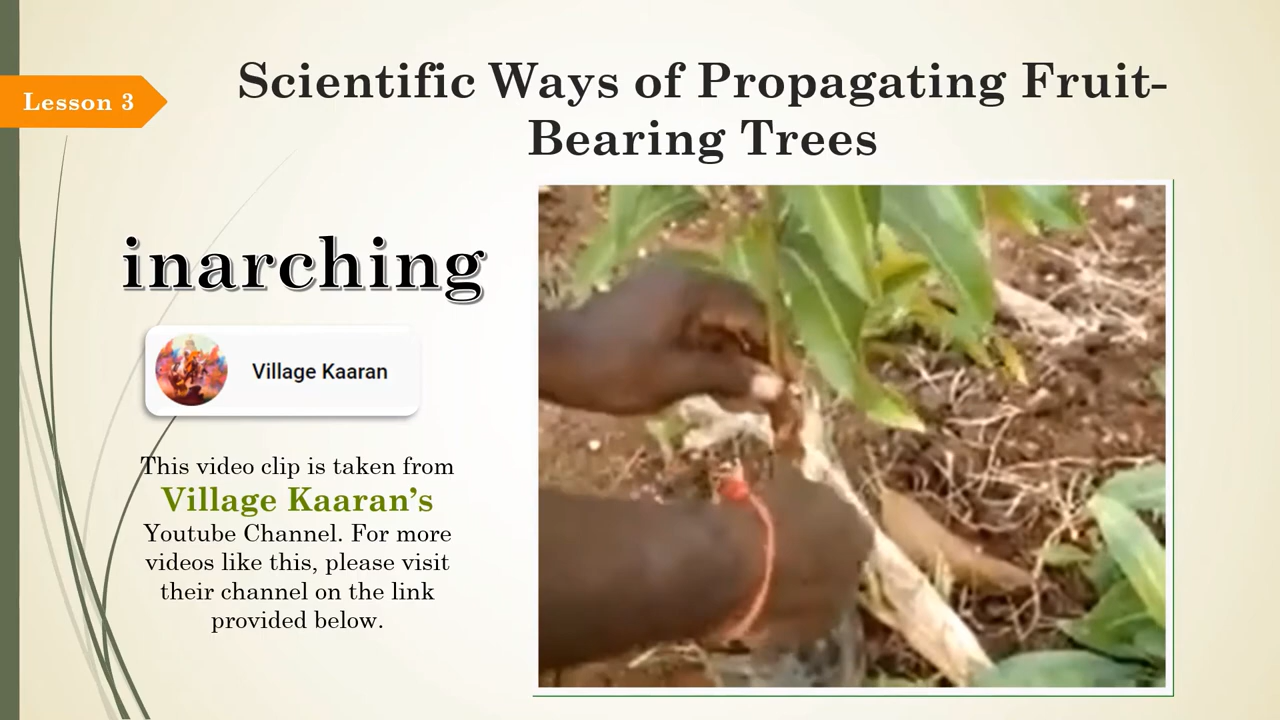 Lesson 3
Scientific Ways of Propagating Fruit-
Bearing Trees
inarching
Village Kaaran
This video clip is taken from
Village Kaaran’s
Youtube Channel. For more
videos like this, please visit
their channel on the link
provided below.